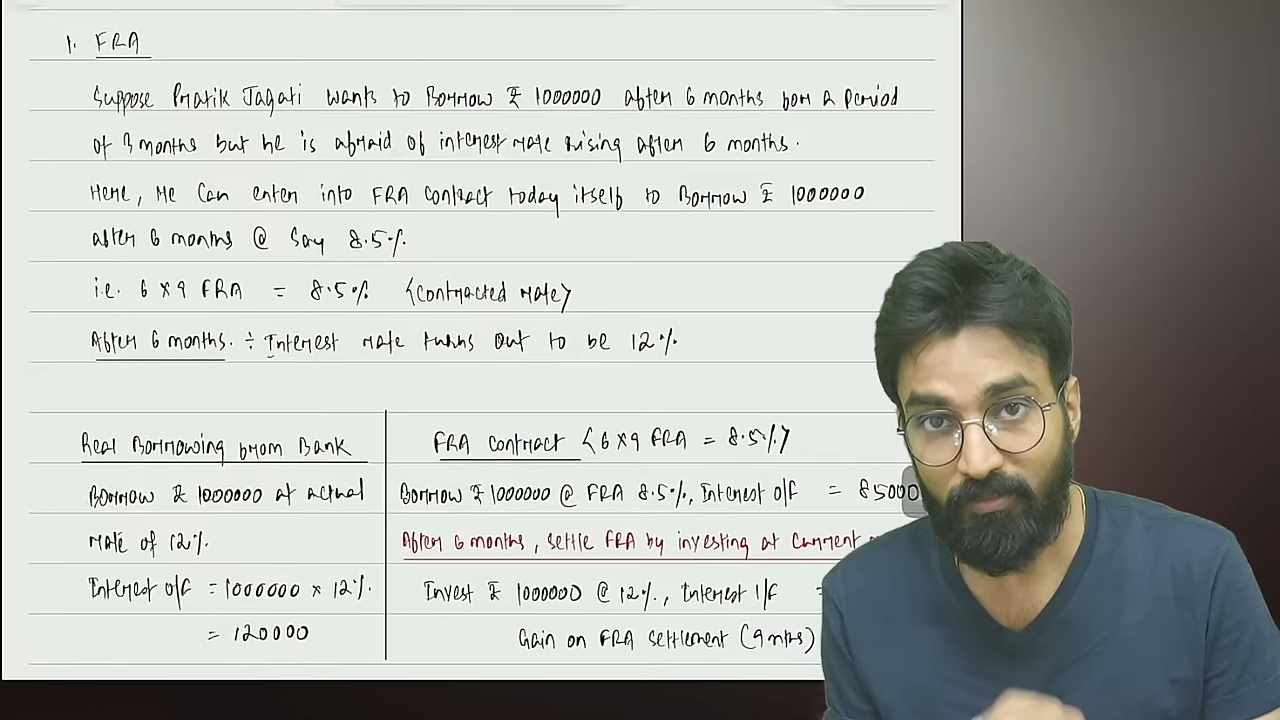 1. FRA
Suppose Pratik Jagati wants to Borrow ₹ 1000000 after 6 months for a period
of 3 months but he is afraid of interest rate rising after 6 months.
Here, He Can enter into FRA Contract today itself to Borrow ₹ 1000000
after 6 months @ Say 8.5%.
i.e. 6 x 9 FRA = 8.5% {Contracted rate}
After 6 months. ÷ Interest rate turns out to be 12%.
Real Borrowing from Bank
Borrow ₹ 1000000 at actual
rate of 12%.
Interest o/f = 1000000 x 12%.
= 120000
FRA Contract {6x9 FRA = 8.5%}
Borrow ₹ 1000000 @ FRA 8.5%, Interest o/f = 85000
After 6 months, settle FRA by investing at Current
Invest ₹ 1000000 @ 12%, Interest I/f =
Gain on FRA Settlement (9mths)